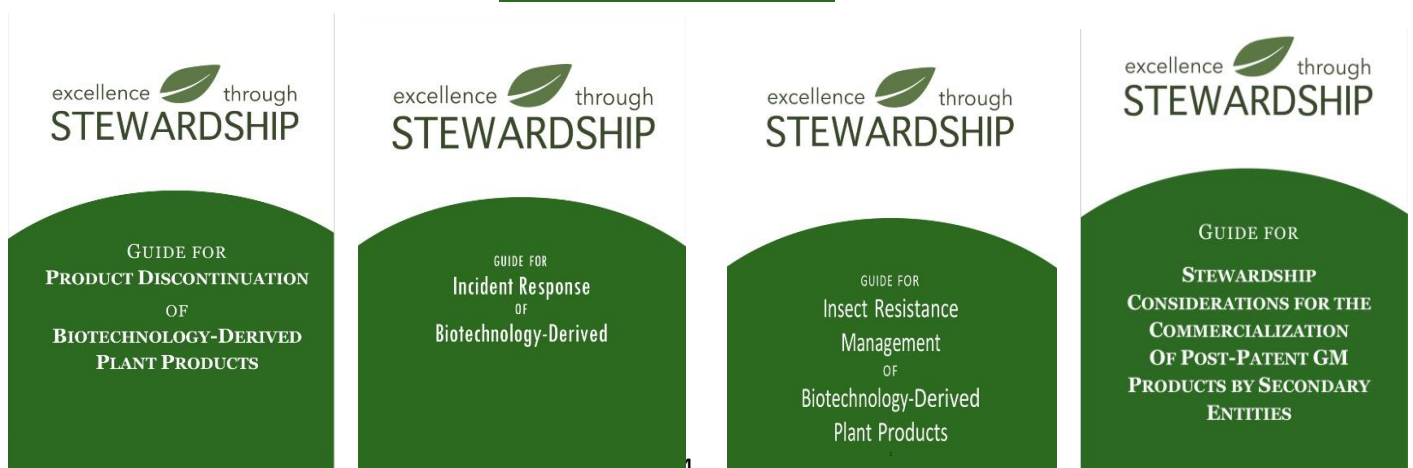 excellence through
STEWARDSHIP
GUIDE FOR
PRODUCT DISCONTINUATION
OF
BIOTECHNOLOGY-DERIVED
PLANT PRODUCTS
excellence through
STEWARDSHIP
GUIDE FOR
Incident Response
OF
Biotechnology-Derived
excellence through
STEWARDSHIP
GUIDE FOR
Insect Resistance
Management
OF
Biotechnology-Derived
Plant Products
excellence through
STEWARDSHIP
GUIDE FOR
STEWARDSHIP
CONSIDERATIONS FOR THE
COMMERCIALIZATION
OF POST-PATENT GM
PRODUCTS BY SECONDARY
ENTITIES